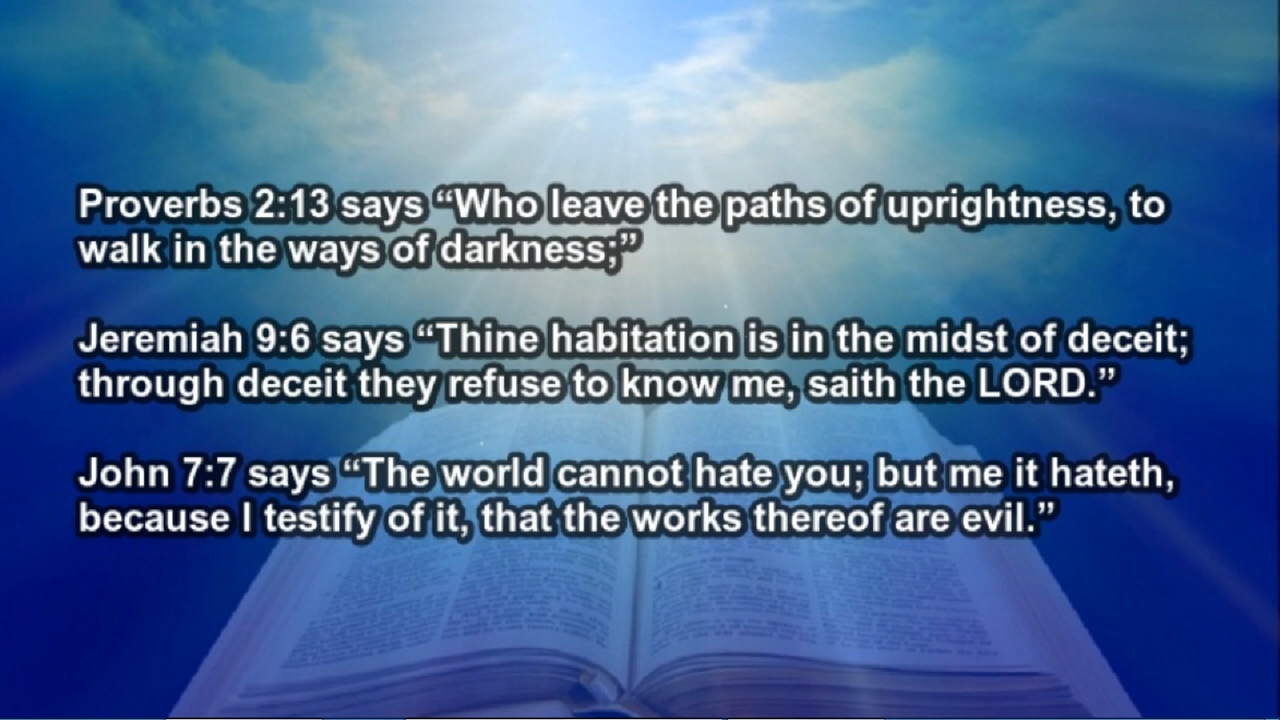 Proverbs 2:13 says “Who leave the paths of uprightness, to
walk in the ways of darkness;”
Jeremiah 9:6 says “Thine habitation is in the midst of deceit;
through deceit they refuse to know me, saith the LORD.”
John 7:7 says “The world cannot hate you; but me it hateth,
because I testify of it, that the works thereof are evil.”